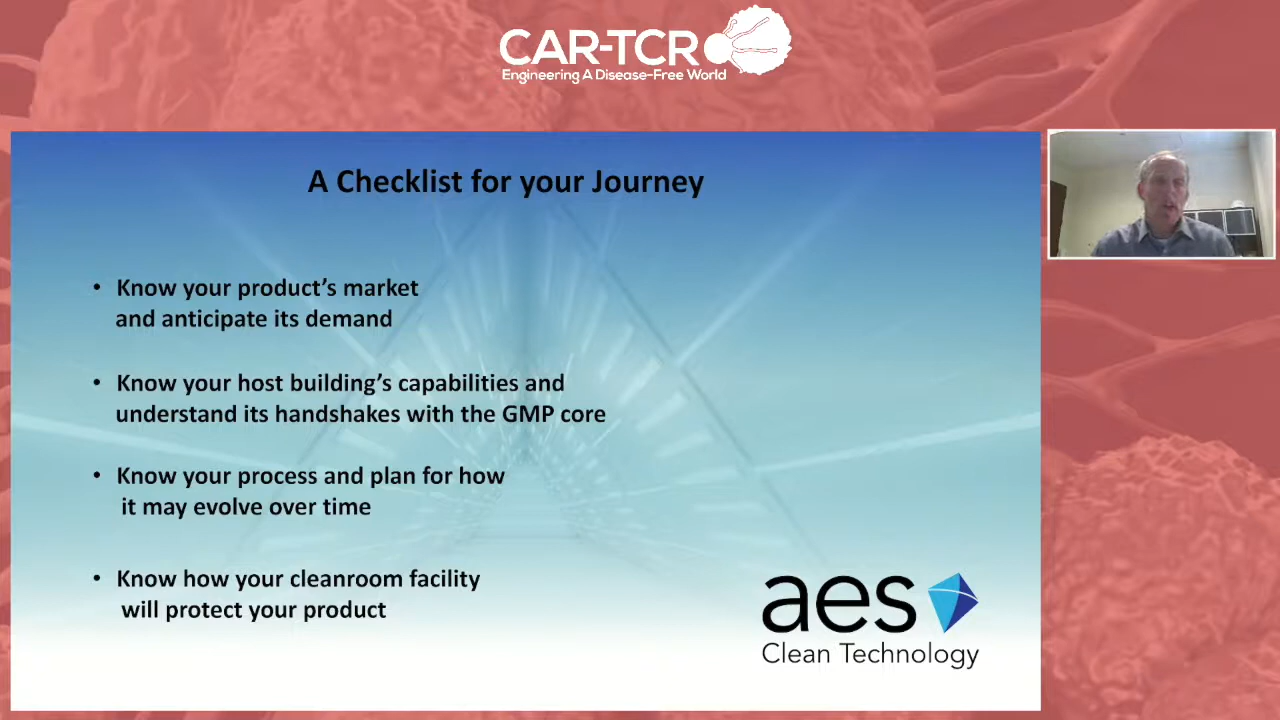 CAR-TCR
Engineering A Disease-Free World
A Checklist for your Journey
• Know your product’s market
and anticipate its demand
• Know your host building’s capabilities and
understand its handshakes with the GMP core
• Know your process and plan for how
it may evolve over time
• Know how your cleanroom facility
will protect your product
aes
Clean Technology